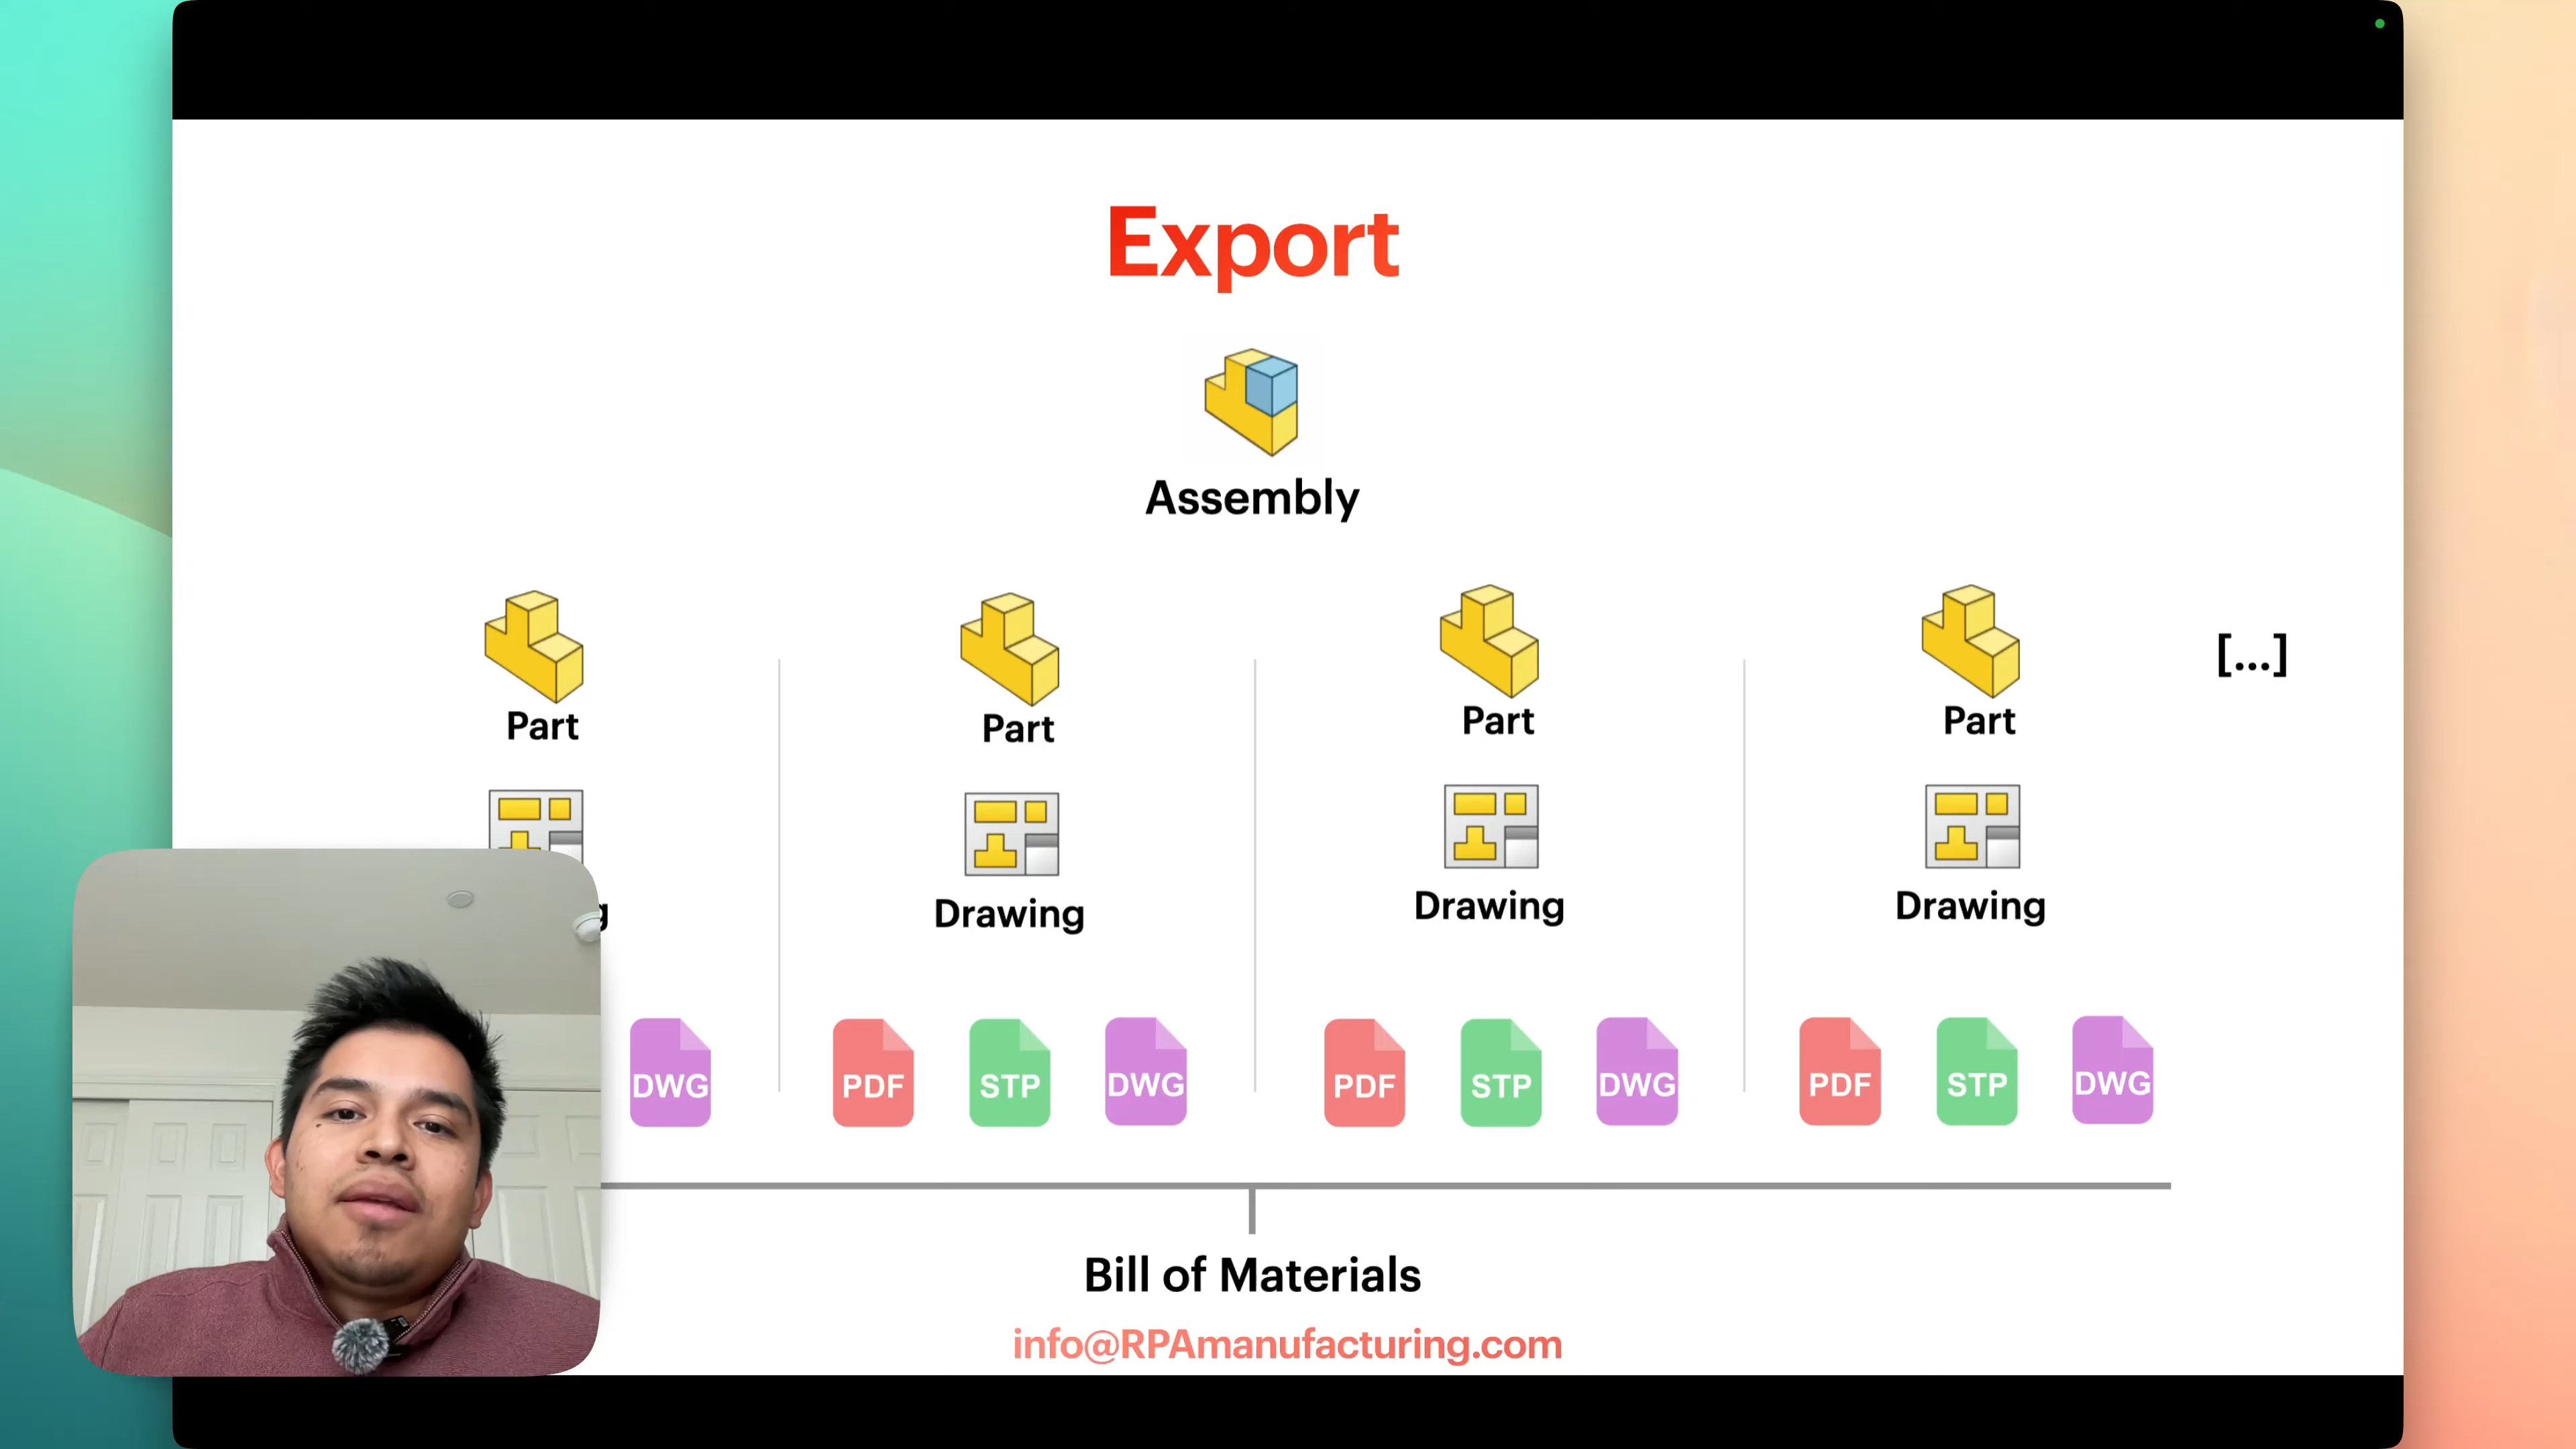 Export
Assembly
Part Part Part Part [...]
Drawing Drawing Drawing
DWG PDF STP DWG PDF STP DWG PDF STP DWG
Bill of Materials
info@RPAmanufacturing.com